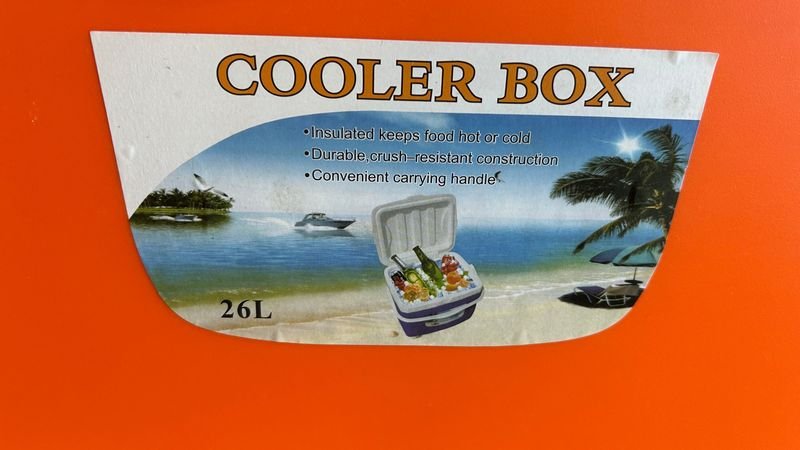 COOLER BOX
•Insulated keeps food hot or cold
•Durable,crush-resistant construction
•Convenient carrying handle
26L